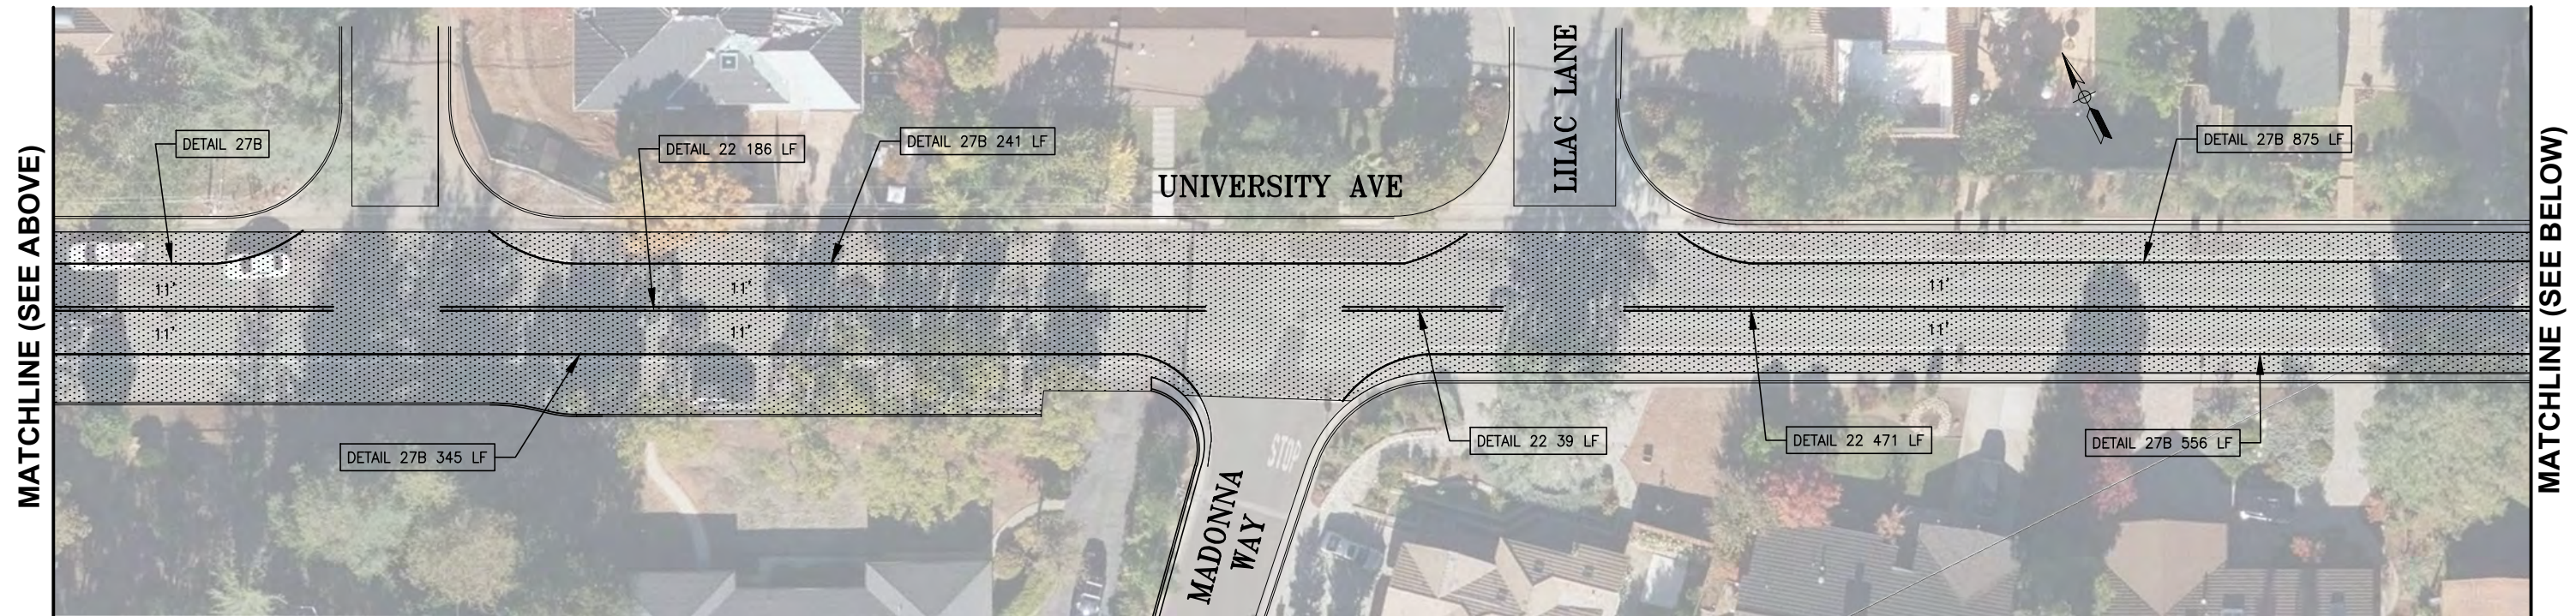 MATCHLINE (SEE ABOVE)
DETAIL 27B
DETAIL 22 186 LF
DETAIL 27B 241 LF
UNIVERSITY AVE
LILAC LANE
DETAIL 27B 875 LF
11'
11'
11'
11'
11'
11'
DETAIL 27B 345 LF
STOP
MADONNA
WAY
DETAIL 22 39 LF
DETAIL 22 471 LF
DETAIL 27B 556 LF
MATCHLINE (SEE BELOW)